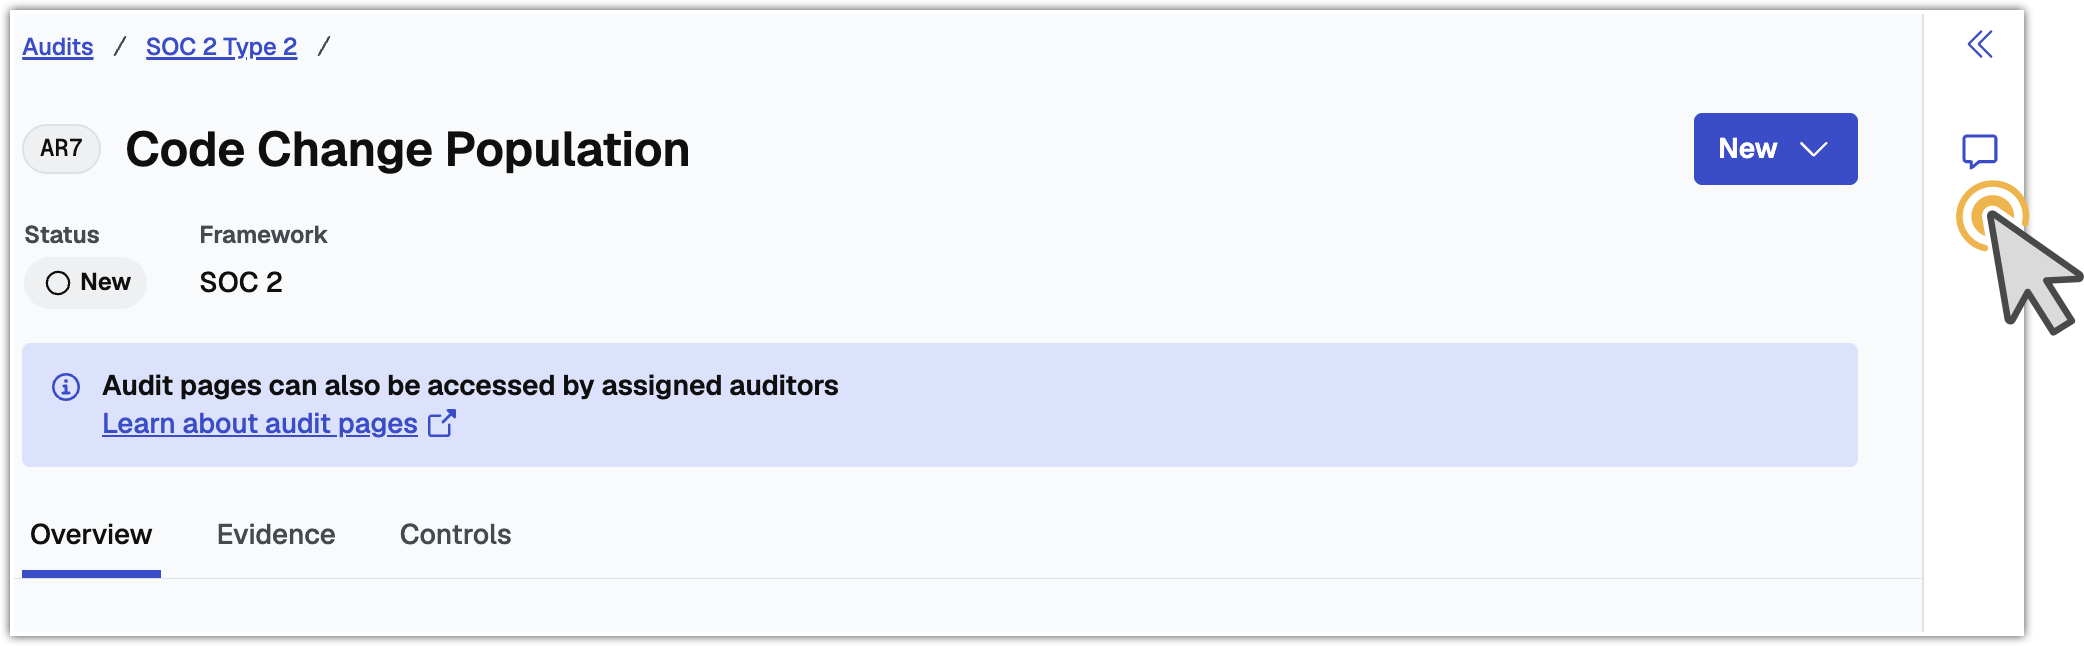 Audits / SOC 2 Type 2 /
AR7 Code Change Population New
Status Framework
New SOC 2
Audit pages can also be accessed by assigned auditors
Learn about audit pages
Overview Evidence Controls